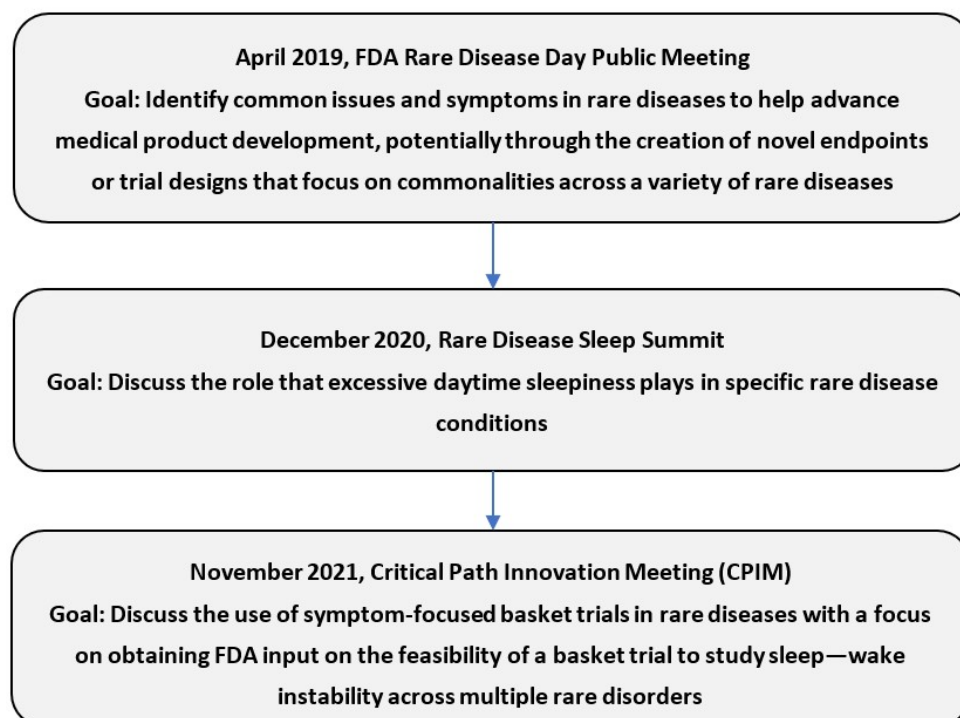 April 2019, FDA Rare Disease Day Public Meeting
Goal: Identify common issues and symptoms in rare diseases to help advance
medical product development, potentially through the creation of novel endpoints
or trial designs that focus on commonalities across a variety of rare diseases
December 2020, Rare Disease Sleep Summit
Goal: Discuss the role that excessive daytime sleepiness plays in specific rare disease
conditions
November 2021, Critical Path Innovation Meeting (CPIM)
Goal: Discuss the use of symptom-focused basket trials in rare diseases with a focus
on obtaining FDA input on the feasibility of a basket trial to study sleep—wake
instability across multiple rare disorders